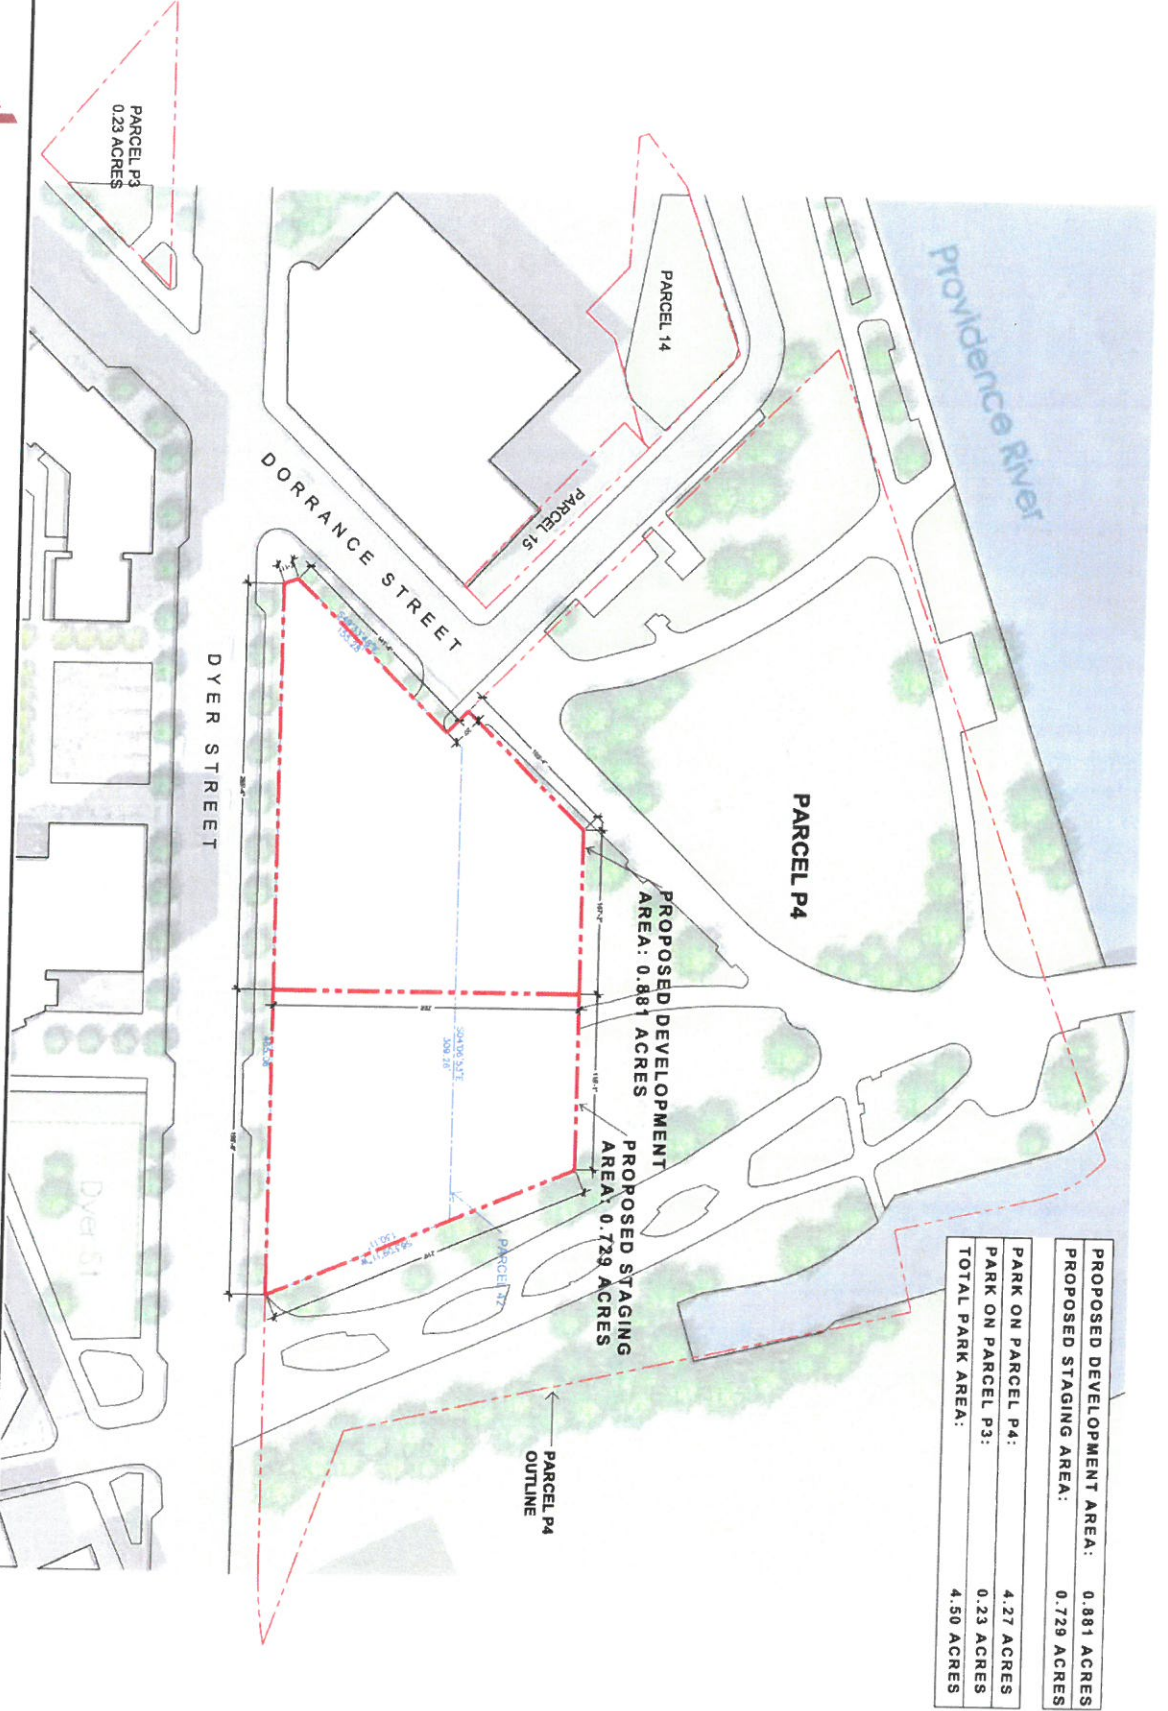 PROPOSED DEVELOPMENT AREA: 0.881 ACRES
PROPOSED STAGING AREA: 0.729 ACRES
PARK ON PARCEL P4: 4.27 ACRES
PARK ON PARCEL P3: 0.23 ACRES
TOTAL PARK AREA: 4.50 ACRES
Providence River
PARCEL P4
PARCEL 14
PARCEL 15
PROPOSED DEVELOPMENT
AREA: 0.881 ACRES
PROPOSED STAGING
AREA: 0.729 ACRES
PARCEL P4
OUTLINE
PARCEL 42
DORRANCE STREET
DYER STREET
PARCEL P3
0.23 ACRES
Dyer St